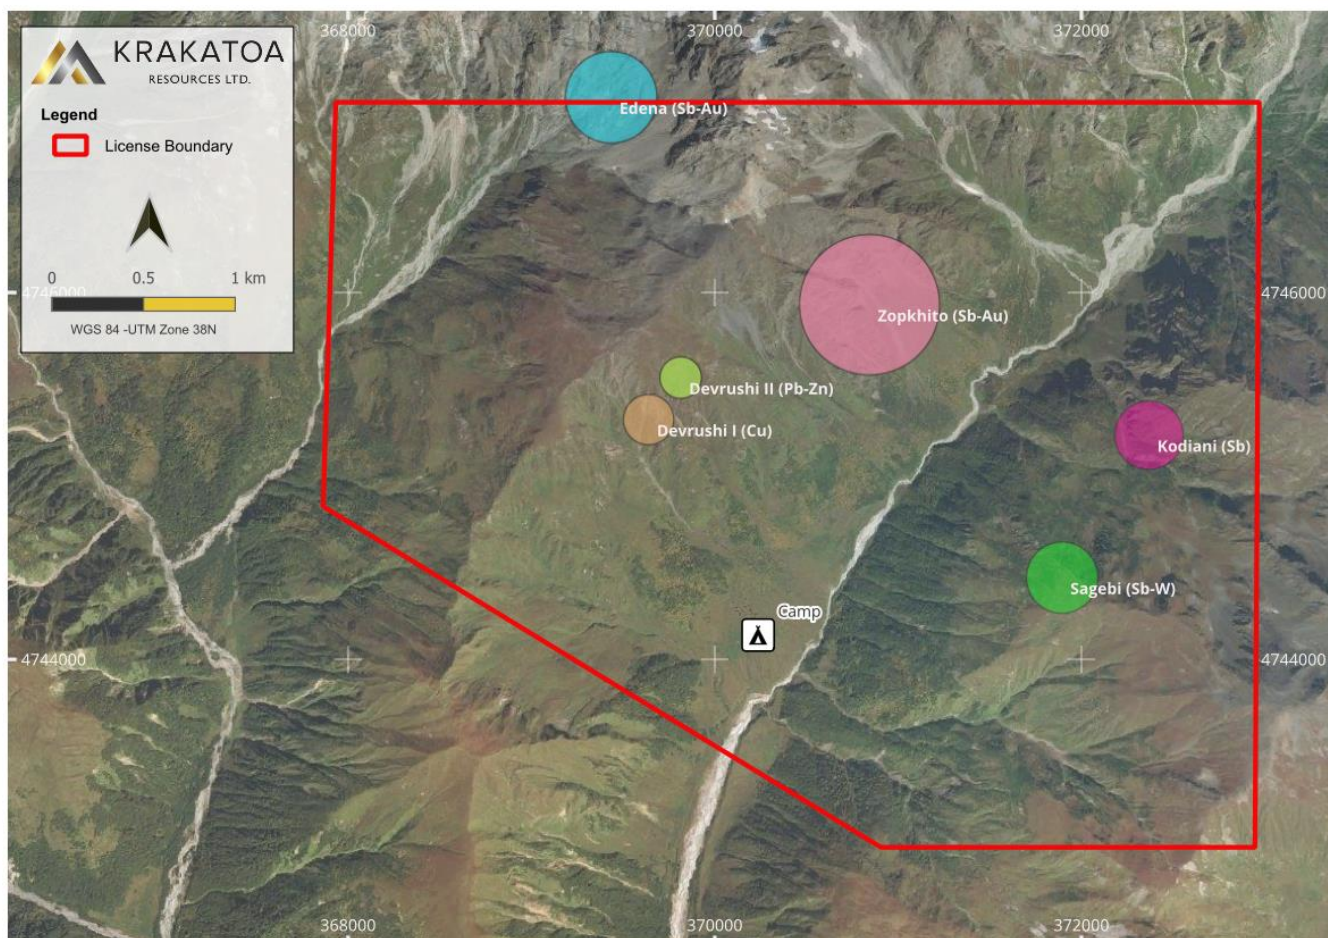 KRAKATOA
RESOURCES LTD.
Legend
License Boundary
0 0.5 1 km
WGS 84 -UTM Zone 38N
368000 370000 372000
Edena (Sb-Au)
4746000 4746000
Zopkhito (Sb-Au)
Devrushi II (Pb-Zn)
Devrushi I (Cu)
Kodiani (Sb)
Sagebi (Sb-W)
Camp
4744000 4744000
368000 370000 372000